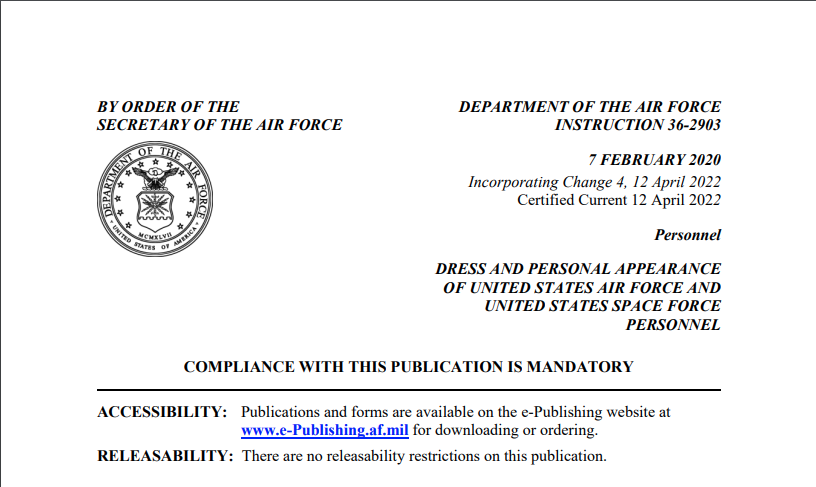 BY ORDER OF THE
SECRETARY OF THE AIR FORCE
DEPARTMENT OF THE AIR FORCE
UNITED STATES OF AMERICA
MCMXLVII
DEPARTMENT OF THE AIR FORCE
INSTRUCTION 36-2903
7 FEBRUARY 2020
Incorporating Change 4, 12 April 2022
Certified Current 12 April 2022
Personnel
DRESS AND PERSONAL APPEARANCE
OF UNITED STATES AIR FORCE AND
UNITED STATES SPACE FORCE
PERSONNEL
COMPLIANCE WITH THIS PUBLICATION IS MANDATORY
ACCESSIBILITY: Publications and forms are available on the e-Publishing website at
www.e-Publishing.af.mil for downloading or ordering.
RELEASABILITY: There are no releasability restrictions on this publication.